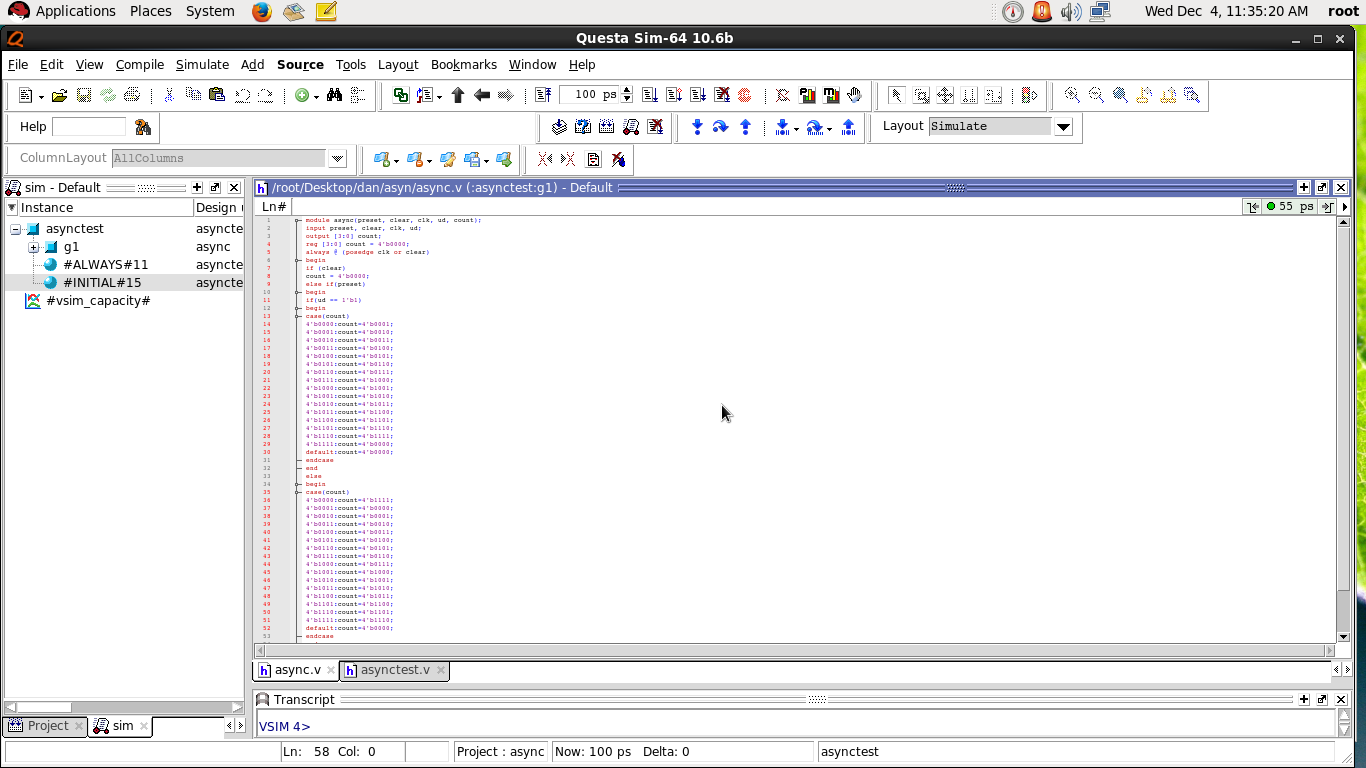 Applications Places System Wed Dec 4, 11:35:20 AM root
Questa Sim-64 10.6b
File Edit View Compile Simulate Add Source Tools Layout Bookmarks Window Help
100 ps
Help Layout Simulate
ColumnLayout AllColumns
sim - Default
Instance Design
asynctest asyncte
g1 async
#ALWAYS#11 asyncte
#INITIAL#15 asyncte
#vsim_capacity#
Project sim
/root/Desktop/dan/asyn/async.v (:asynctest:g1) - Default
Ln# 55 ps
1 module async(preset, clear, clk, ud, count);
2 input preset, clear, clk, ud;
3 output [3:0] count;
4 reg [3:0] count = 4'b0000;
5 always @ (posedge clk or clear)
6 begin
7 if (clear)
8 count = 4'b0000;
9 else if(preset)
10 begin
11 if(ud == 1'b1)
12 begin
13 case(count)
14 4'b0000:count=4'b0001;
15 4'b0001:count=4'b0010;
16 4'b0010:count=4'b0011;
17 4'b0011:count=4'b0100;
18 4'b0100:count=4'b0101;
19 4'b0101:count=4'b0110;
20 4'b0110:count=4'b0111;
21 4'b0111:count=4'b1000;
22 4'b1000:count=4'b1001;
23 4'b1001:count=4'b1010;
24 4'b1010:count=4'b1011;
25 4'b1011:count=4'b1100;
26 4'b1100:count=4'b1101;
27 4'b1101:count=4'b1110;
28 4'b1110:count=4'b1111;
29 4'b1111:count=4'b0000;
30 default:count=4'b0000;
31 endcase
32 end
33 else
34 begin
35 case(count)
36 4'b0000:count=4'b1111;
37 4'b0001:count=4'b0000;
38 4'b0010:count=4'b0001;
39 4'b0011:count=4'b0010;
40 4'b0100:count=4'b0011;
41 4'b0101:count=4'b0100;
42 4'b0110:count=4'b0101;
43 4'b0111:count=4'b0110;
44 4'b1000:count=4'b0111;
45 4'b1001:count=4'b1000;
46 4'b1010:count=4'b1001;
47 4'b1011:count=4'b1010;
48 4'b1100:count=4'b1011;
49 4'b1101:count=4'b1100;
50 4'b1110:count=4'b1101;
51 4'b1111:count=4'b1110;
52 default:count=4'b0000;
53 endcase
async.v asynctest.v
Transcript
VSIM 4>
Ln: 58 Col: 0 Project : async Now: 100 ps Delta: 0 asynctest